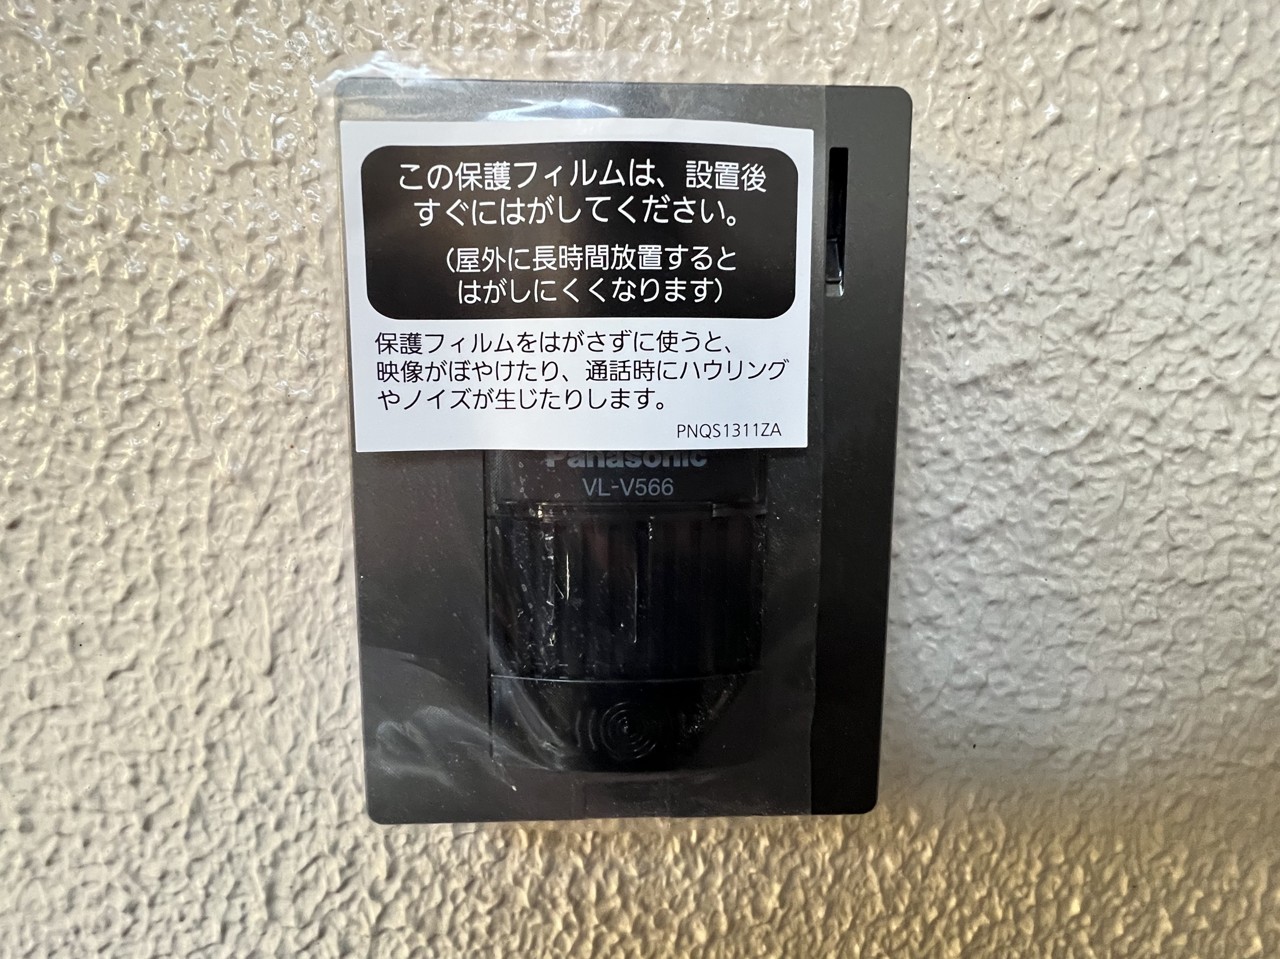 この保護フィルムは、設置後
すぐにはがしてください。
（屋外に長時間放置すると
はがしにくくなります）
保護フィルムをはがさずに使うと、
映像がぼやけたり、通話時にハウリング
やノイズが生じたりします。
PNQS1311ZA
Panasonic
VL-V566